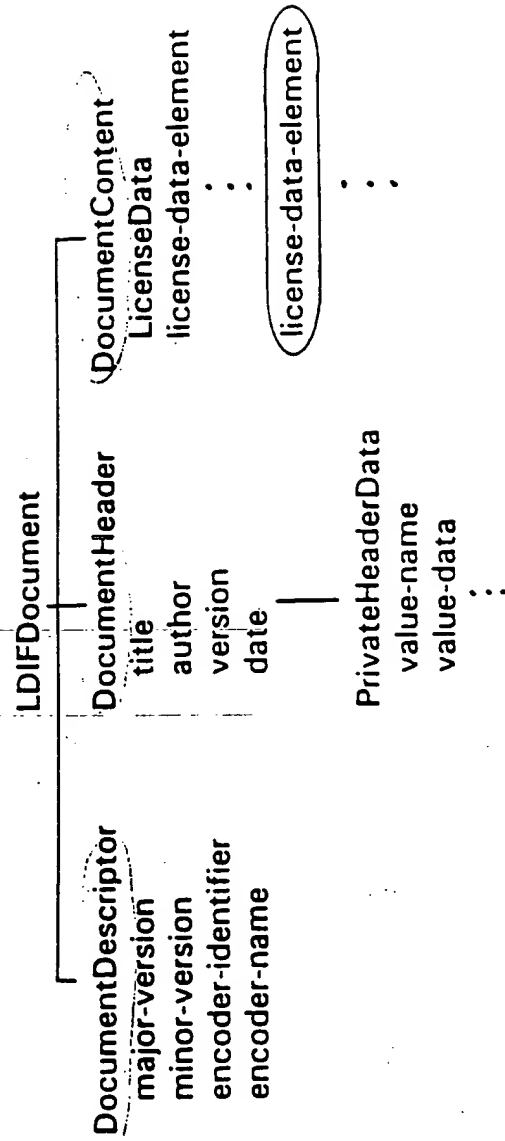 LDIFDocument
DocumentDescriptor
major-version
minor-version
encoder-identifier
encoder-name
DocumentHeader
title
author
version
date
PrivateHeaderData
value-name
value-data
DocumentContent
LicenseData
license-data-element
license-data-element